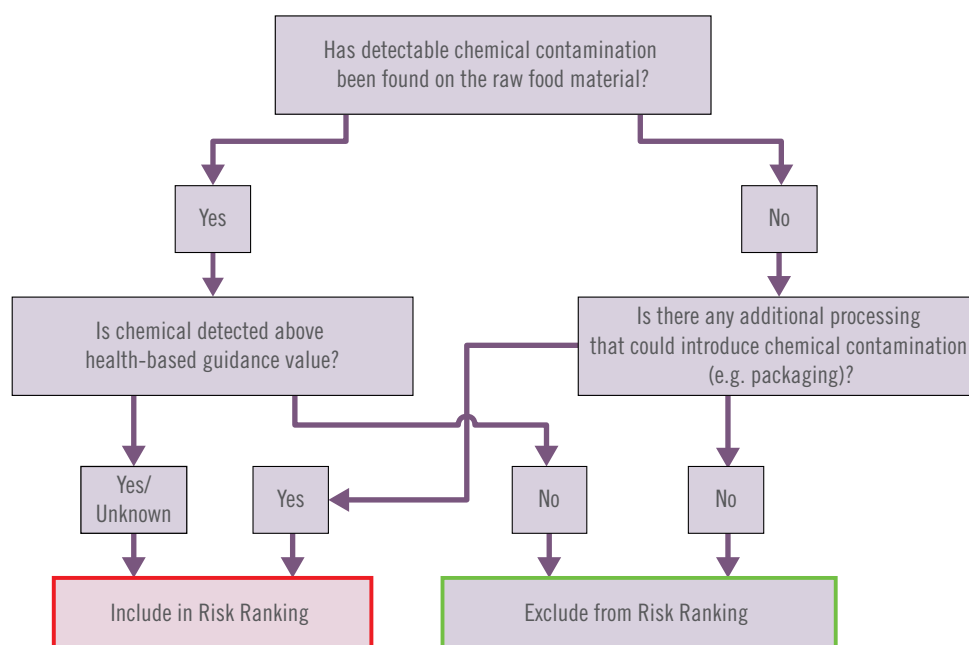 Has detectable chemical contamination
been found on the raw food material?
Yes
No
Is chemical detected above
health-based guidance value?
Is there any additional processing
that could introduce chemical contamination
(e.g. packaging)?
Yes/
Unknown
Yes
No
No
Include in Risk Ranking
Exclude from Risk Ranking